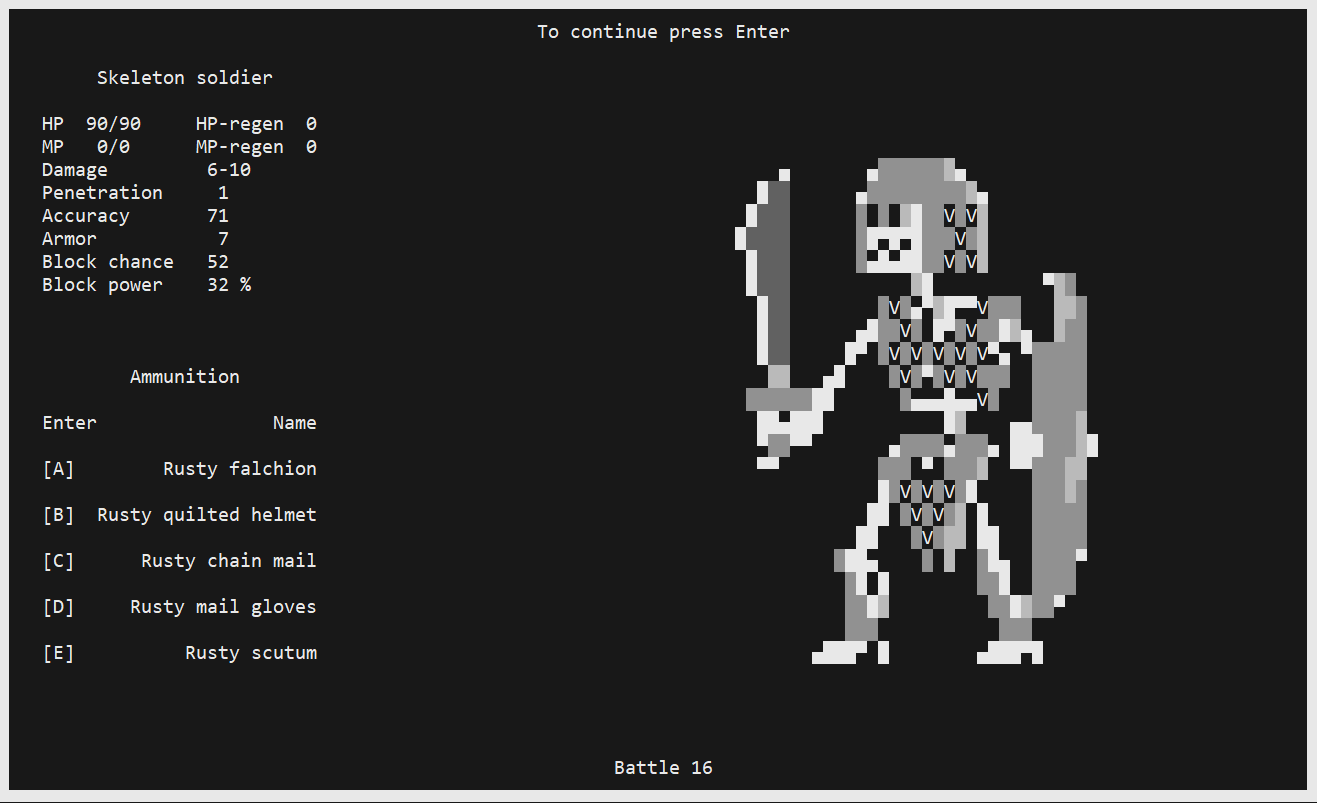 To continue press Enter
Skeleton soldier
HP 90/90 HP-regen 0
MP 0/0 MP-regen 0
Damage 6-10
Penetration 1
Accuracy 71
Armor 7
Block chance 52
Block power 32 %
Ammunition
Enter Name
[A] Rusty falchion
[B] Rusty quilted helmet
[C] Rusty chain mail
[D] Rusty mail gloves
[E] Rusty scutum
Battle 16